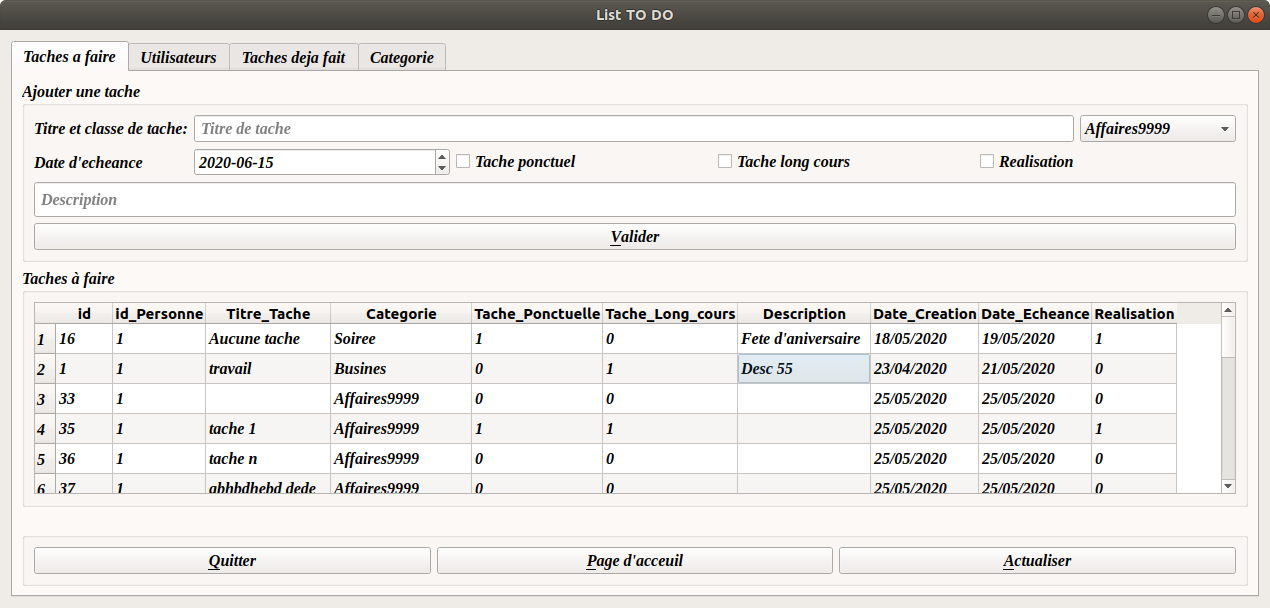 List TO DO
Taches a faire Utilisateurs Taches deja fait Categorie
Ajouter une tache
Titre et classe de tache: Titre de tache Affaires9999
Date d'echeance 2020-06-15 Tache ponctuel Tache long cours Realisation
Description
Valider
Taches à faire
id id_Personne Titre_Tache Categorie Tache_Ponctuelle Tache_Long_cours Description Date_Creation Date_Echeance Realisation
1 16 1 Aucune tache Soiree 1 0 Fete d'aniversaire 18/05/2020 19/05/2020 1
2 1 1 travail Busines 0 1 Desc 55 23/04/2020 21/05/2020 0
3 33 1 Affaires9999 0 0 25/05/2020 25/05/2020 0
4 35 1 tache 1 Affaires9999 1 1 25/05/2020 25/05/2020 1
5 36 1 tache n Affaires9999 0 0 25/05/2020 25/05/2020 0
6 37 1 Affaires9999 0 0 25/05/2020 25/05/2020 0
Quitter Page d'acceuil Actualiser